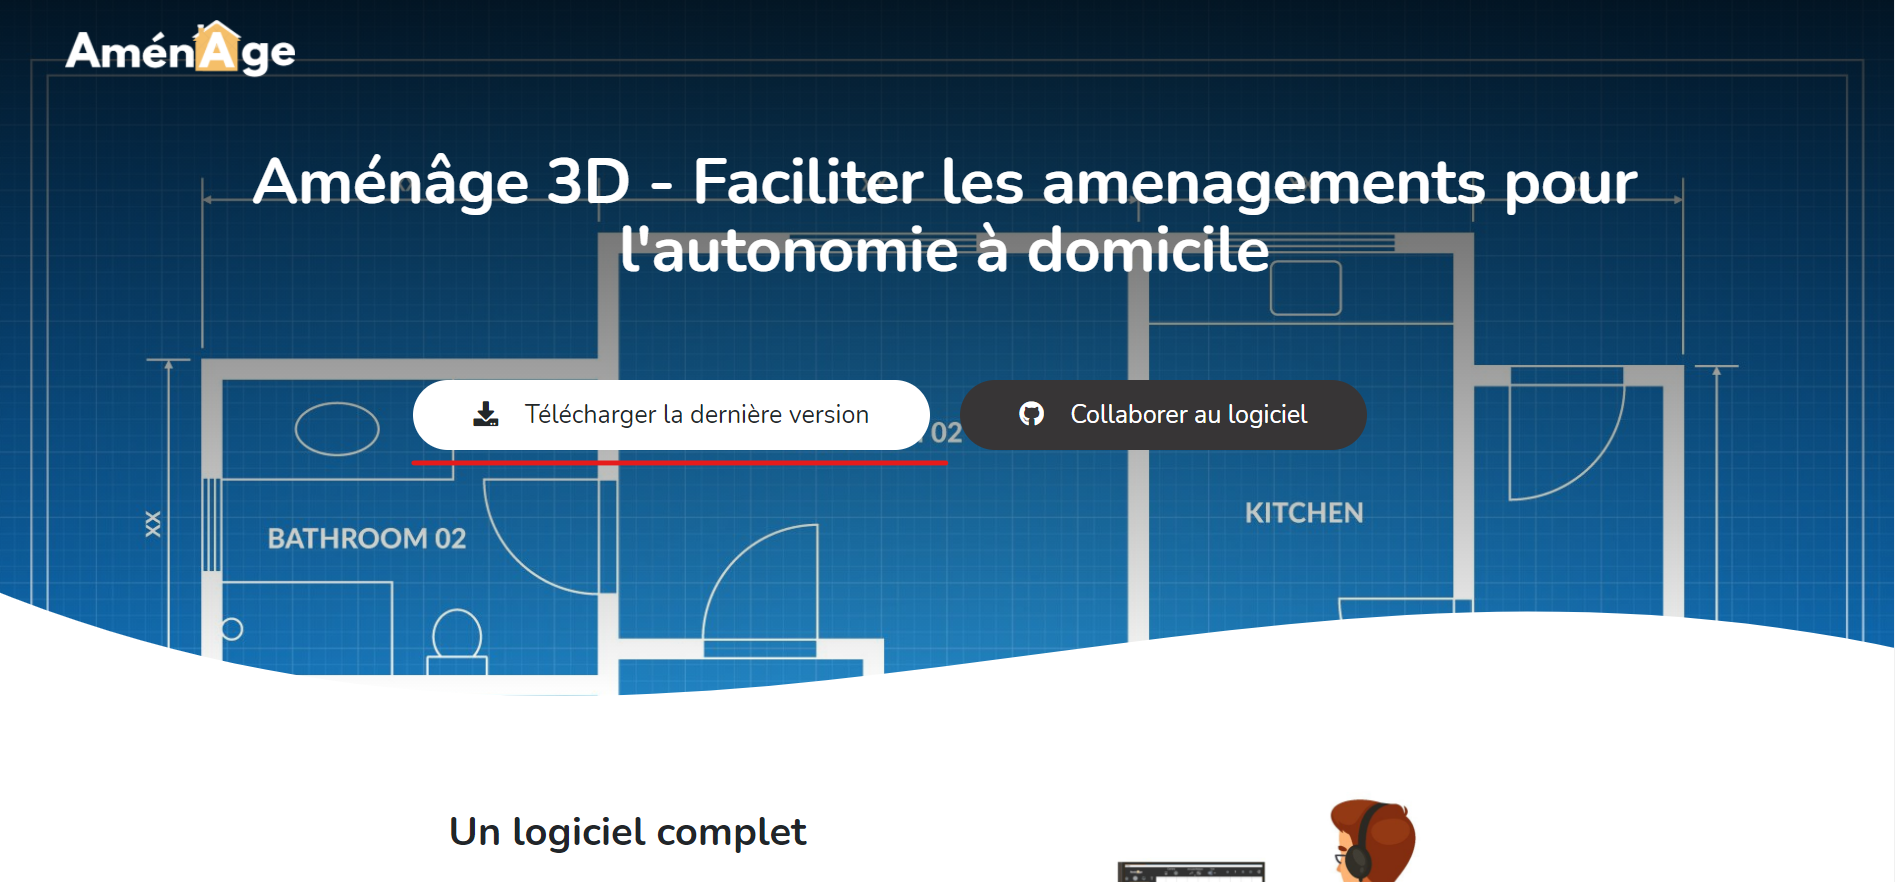 AménAge
Aménâge 3D - Faciliter les amenagements pour
l'autonomie à domicile
Télécharger la dernière version
02
Collaborer au logiciel
KITCHEN
XX
BATHROOM 02
Un logiciel complet